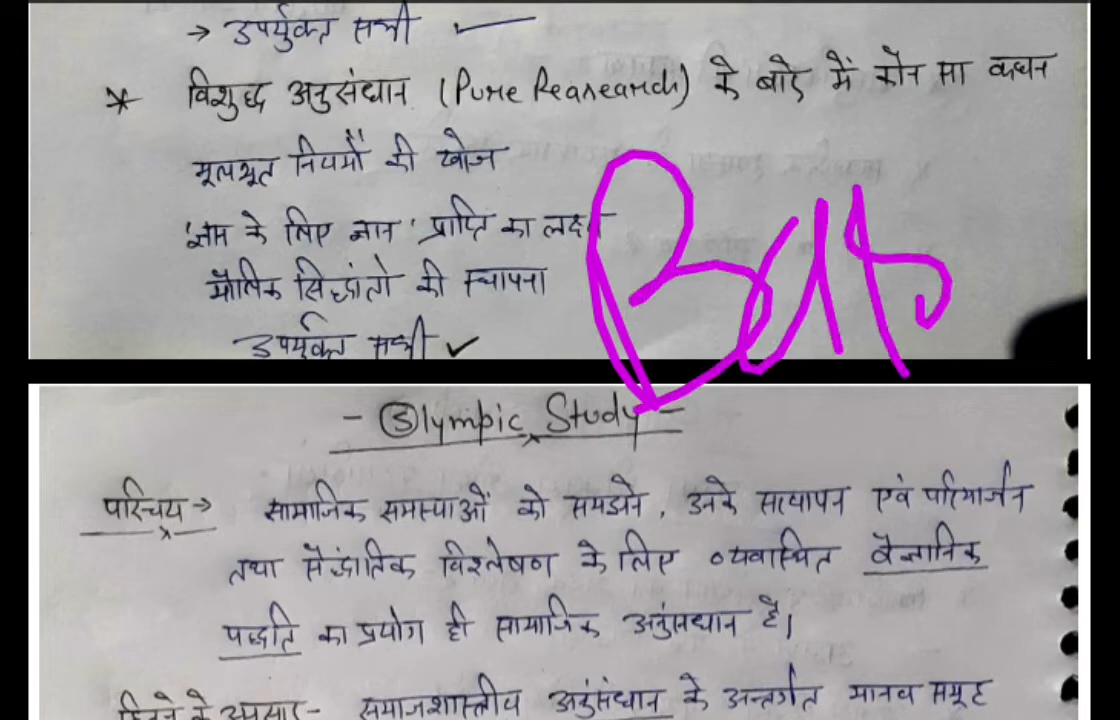 → उपर्युक्त सभी ✓
* विशुद्ध अनुसंधान (Pure Research) के बारे में कौन सा कथन
मूलभूत नियमों की खोज
'ज्ञान के लिए ज्ञान' प्राप्ति का लक्ष्य
मौलिक सिद्धांतो की स्थापना
उपर्युक्त सभी ✓
- Olympic Study -
परिचय → सामाजिक समस्याओं को समझने, उनके सत्यापन एवं परिमार्जन
तथा सैद्धांतिक विश्लेषण के लिए व्यवस्थित वैज्ञानिक
पद्धति का प्रयोग ही सामाजिक अनुंसधान है।
के अनुसार - समाजशास्त्रीय अनुंसंधान के अन्तर्गत मानव समूह